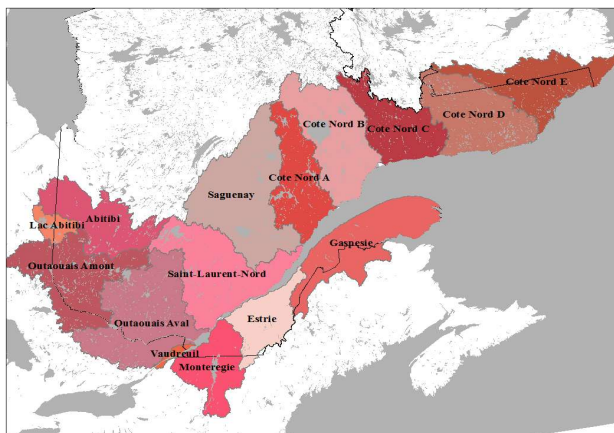 Cote Nord E
Cote Nord D
Cote Nord B
Cote Nord C
Saguenay
Cote Nord A
Abitibi
Lac Abitibi
Gaspesie
Outaouais Amont
Saint-Laurent-Nord
Outaouais Aval
Estrie
Vaudreuil
Monteregie